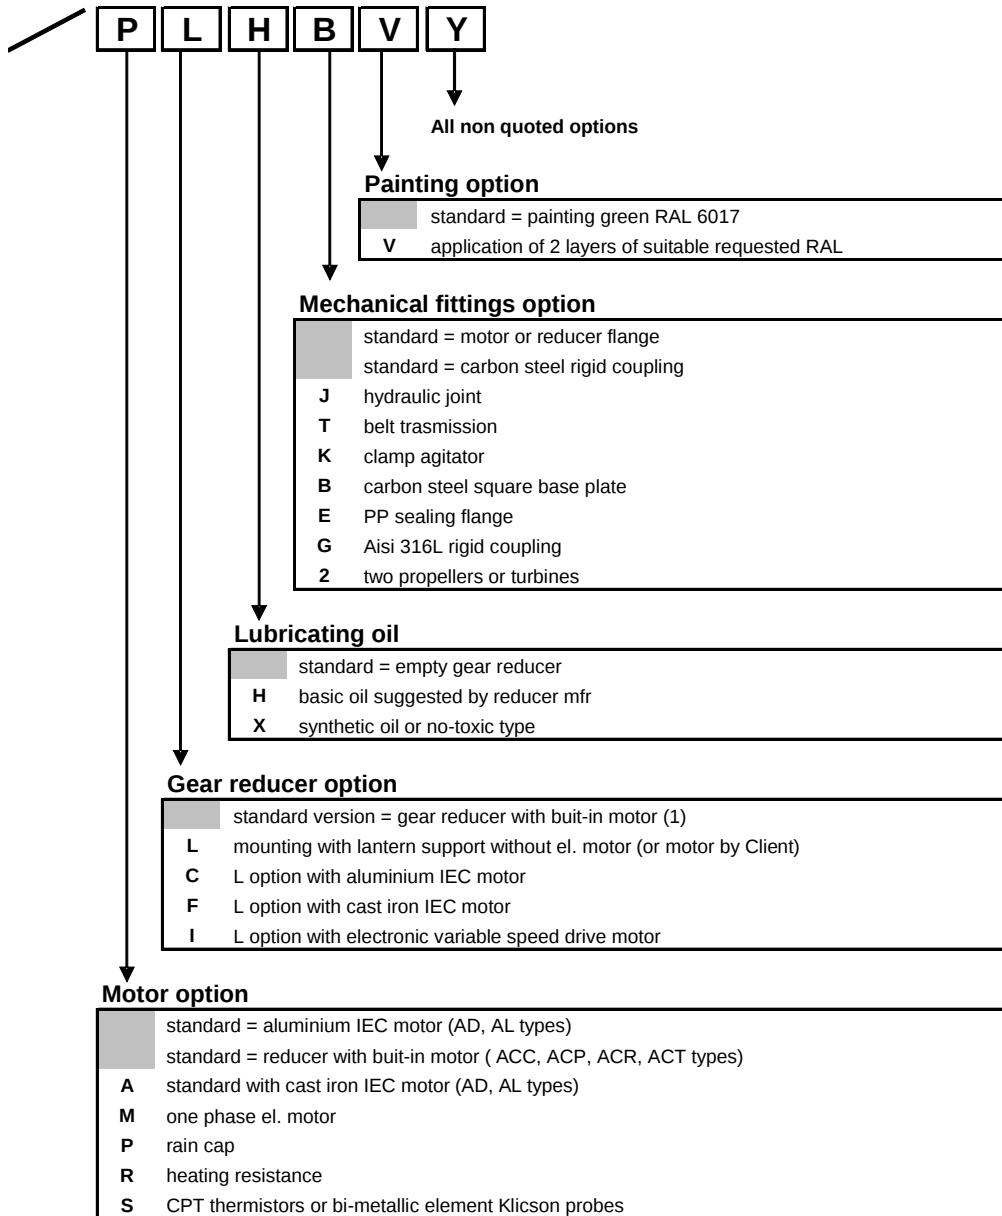 P L H B V Y
All non quoted options
Painting option
standard = painting green RAL 6017
V application of 2 layers of suitable requested RAL
Mechanical fittings option
standard = motor or reducer flange
standard = carbon steel rigid coupling
J hydraulic joint
T belt trasmission
K clamp agitator
B carbon steel square base plate
E PP sealing flange
G Aisi 316L rigid coupling
2 two propellers or turbines
Lubricating oil
standard = empty gear reducer
H basic oil suggested by reducer mfr
X synthetic oil or no-toxic type
Gear reducer option
standard version = gear reducer with buit-in motor (1)
L mounting with lantern support without el. motor (or motor by Client)
C L option with aluminium IEC motor
F L option with cast iron IEC motor
I L option with electronic variable speed drive motor
Motor option
standard = aluminium IEC motor (AD, AL types)
standard = reducer with buit-in motor ( ACC, ACP, ACR, ACT types)
A standard with cast iron IEC motor (AD, AL types)
M one phase el. motor
P rain cap
R heating resistance
S CPT thermistors or bi-metallic element Klicson probes